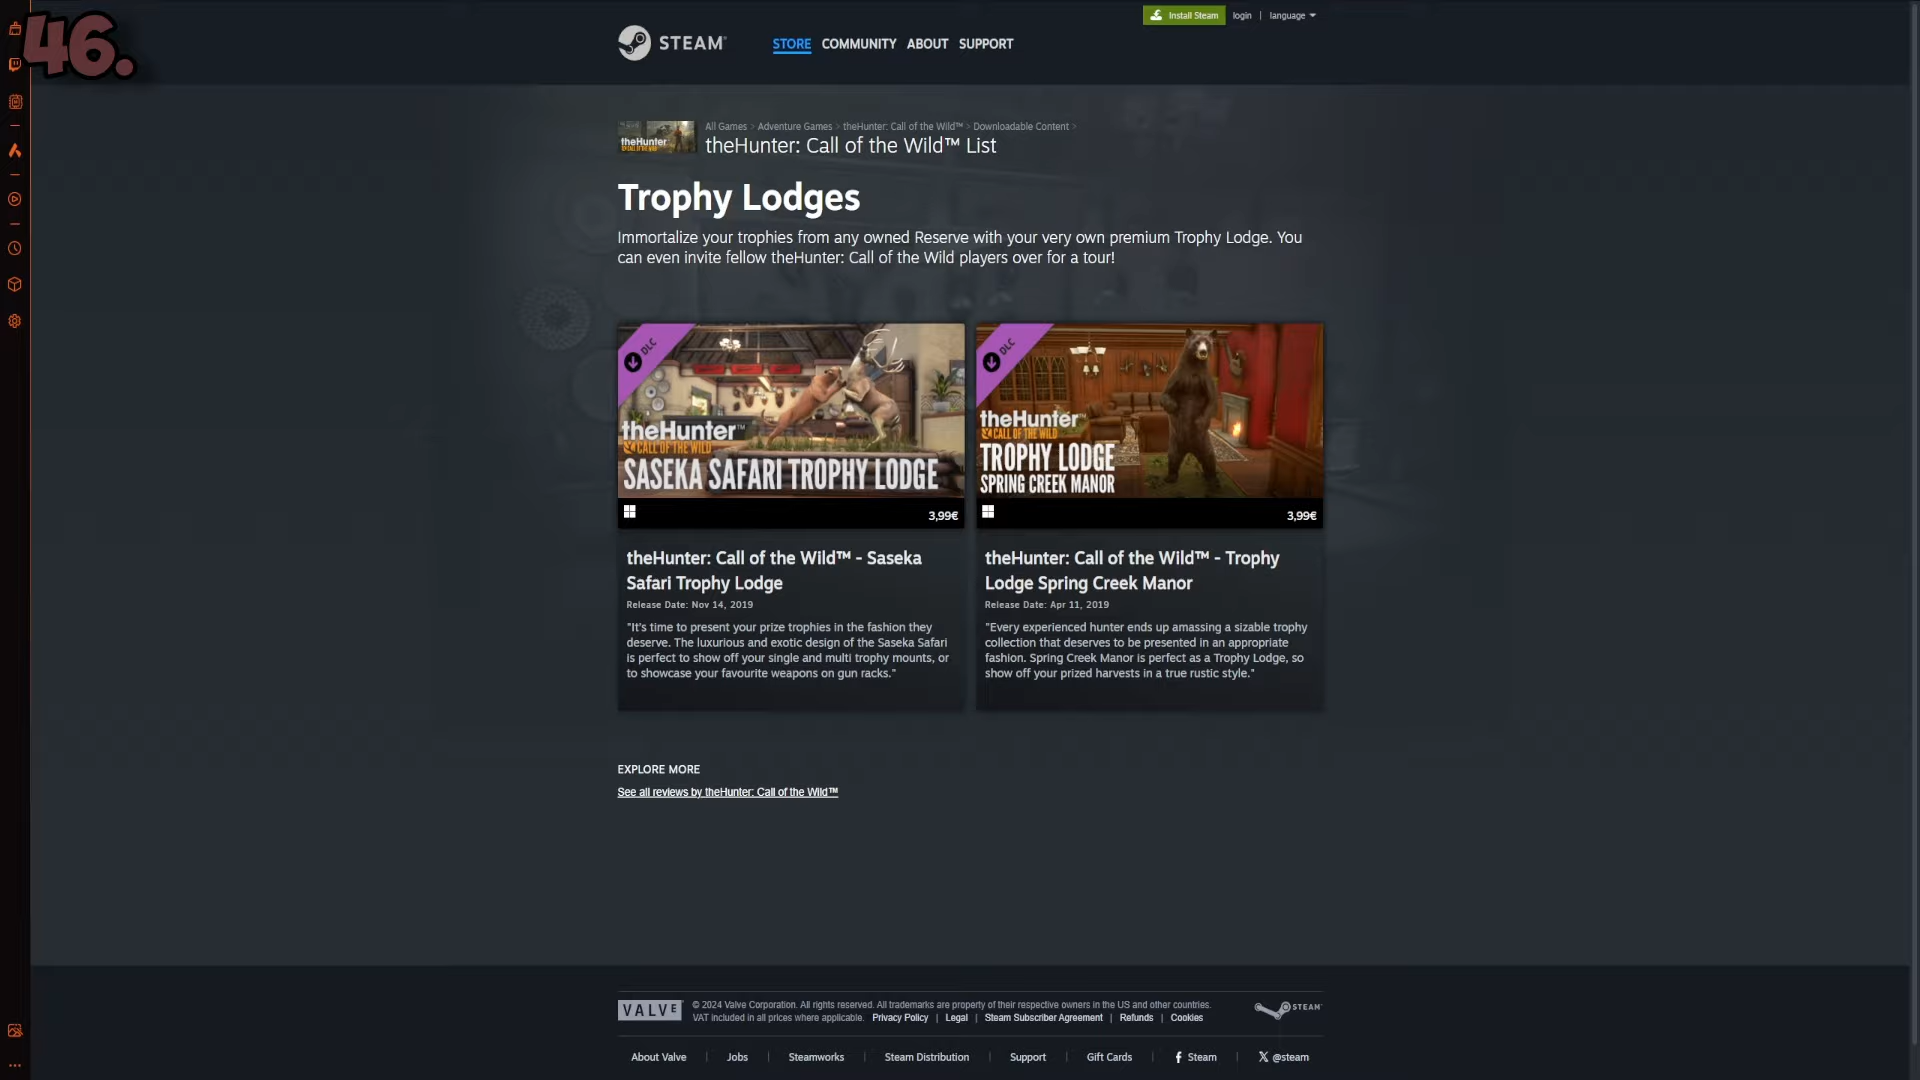 46.
Install Steam
login | language
STEAM
STORE COMMUNITY ABOUT SUPPORT
All Games > Adventure Games > theHunter: Call of the Wild™ > Downloadable Content >
theHunter: Call of the Wild™ List
theHunter
Trophy Lodges
Immortalize your trophies from any owned Reserve with your very own premium Trophy Lodge. You
can even invite fellow theHunter: Call of the Wild players over for a tour!
DLC
theHunter™
CALL OF THE WILD
SASEKA SAFARI TROPHY LODGE
3,99€
theHunter: Call of the Wild™ - Saseka
Safari Trophy Lodge
Release Date: Nov 14, 2019
"It's time to present your prize trophies in the fashion they
deserve. The luxurious and exotic design of the Saseka Safari
is perfect to show off your single and multi trophy mounts, or
to showcase your favourite weapons on gun racks."
DLC
theHunter™
CALL OF THE WILD
TROPHY LODGE
SPRING CREEK MANOR
3,99€
theHunter: Call of the Wild™ - Trophy
Lodge Spring Creek Manor
Release Date: Apr 11, 2019
"Every experienced hunter ends up amassing a sizable trophy
collection that deserves to be presented in an appropriate
fashion. Spring Creek Manor is perfect as a Trophy Lodge, so
show off your prized harvests in a true rustic style."
EXPLORE MORE
See all reviews by theHunter: Call of the Wild™
VALVE
© 2024 Valve Corporation. All rights reserved. All trademarks are property of their respective owners in the US and other countries.
VAT included in all prices where applicable. Privacy Policy | Legal | Steam Subscriber Agreement | Refunds | Cookies
STEAM
About Valve | Jobs | Steamworks | Steam Distribution | Support | Gift Cards | Steam | @steam